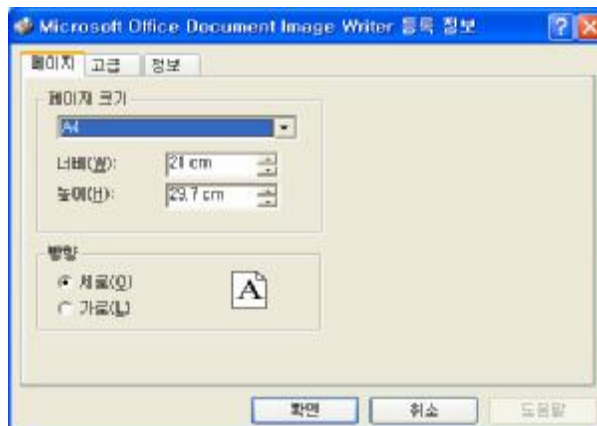 Microsoft Office Document Image Writer 등록 정보
페이지 고급 정보
페이지 크기
A4
너비(W): 21 cm
높이(H): 29.7 cm
방향
세로(O)
A
가로(L)
확인 취소 도움말